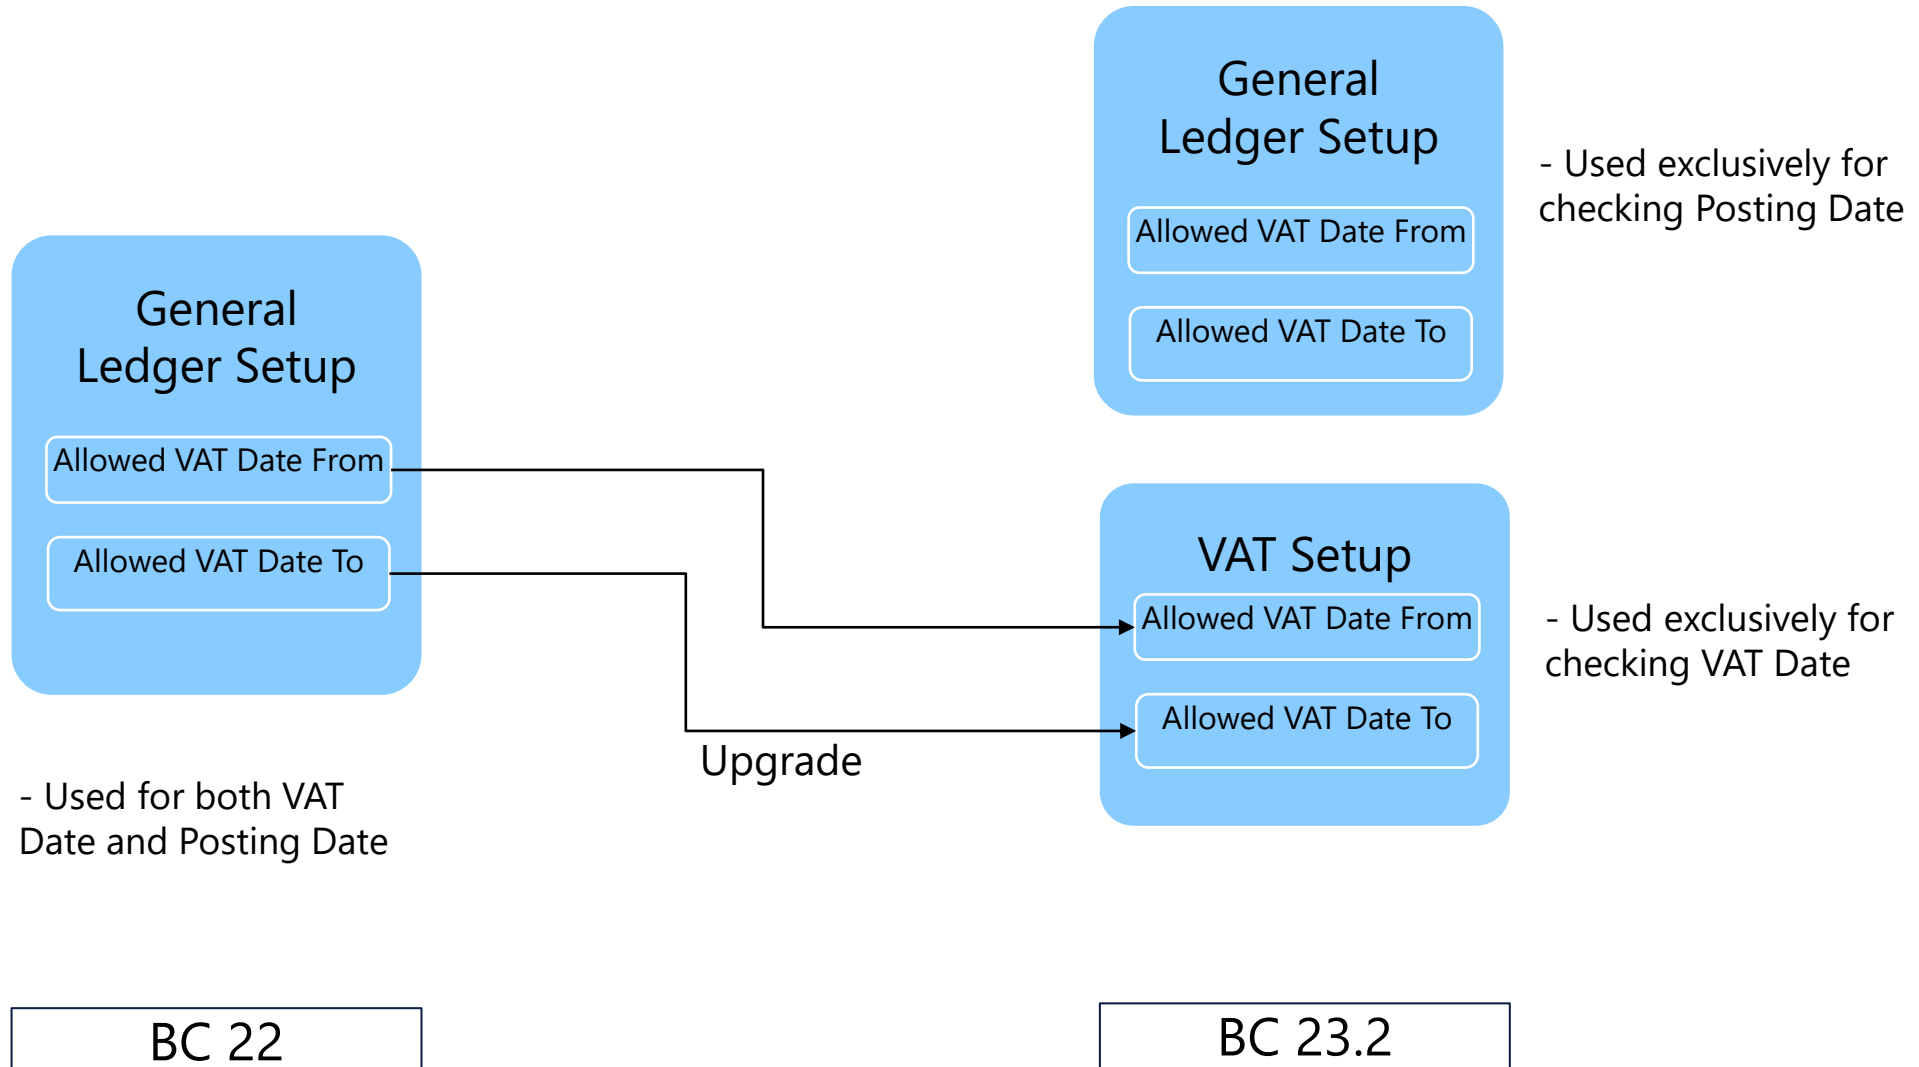 General
Ledger Setup
Allowed VAT Date From
Allowed VAT Date To
- Used for both VAT
Date and Posting Date
BC 22
Upgrade
General
Ledger Setup
Allowed VAT Date From
Allowed VAT Date To
- Used exclusively for
checking Posting Date
VAT Setup
Allowed VAT Date From
Allowed VAT Date To
- Used exclusively for
checking VAT Date
BC 23.2